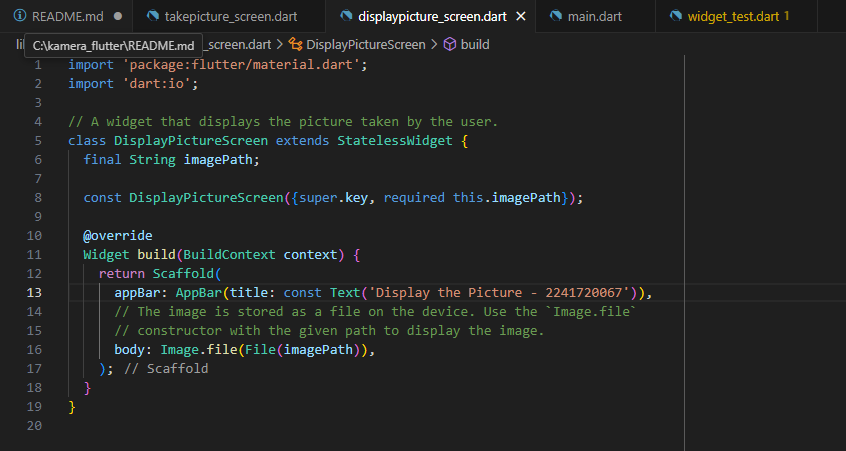 README.md takepicture_screen.dart displaypicture_screen.dart main.dart widget_test.dart 1
_screen.dart > DisplayPictureScreen > build
C:\kamera_flutter\README.md
1 import 'package:flutter/material.dart';
2 import 'dart:io';
3
4 // A widget that displays the picture taken by the user.
5 class DisplayPictureScreen extends StatelessWidget {
6 final String imagePath;
7
8 const DisplayPictureScreen({super.key, required this.imagePath});
9
10 @override
11 Widget build(BuildContext context) {
12 return Scaffold(
13 appBar: AppBar(title: const Text('Display the Picture - 2241720067')),
14 // The image is stored as a file on the device. Use the `Image.file`
15 // constructor with the given path to display the image.
16 body: Image.file(File(imagePath)),
17 ); // Scaffold
18 }
19 }
20